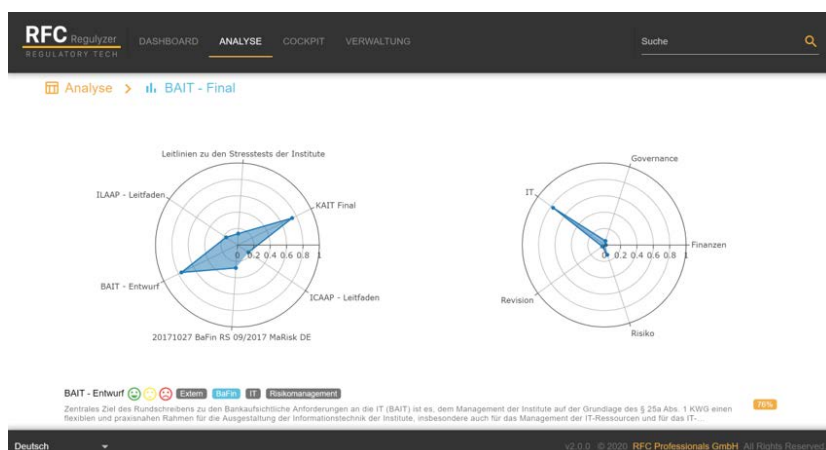 RFC Regulyzer
REGULATORY TECH
DASHBOARD ANALYSE COCKPIT VERWALTUNG
Suche
Analyse > BAIT - Final
Leitlinien zu den Stresstests der Institute
ILAAP - Leitfaden
KAIT Final
0 0.2 0.4 0.6 0.8 1
BAIT - Entwurf
ICAAP - Leitfaden
20171027 BaFin RS 09/2017 MaRisk DE
Governance
IT
0 0.2 0.4 0.6 0.8 1
Finanzen
Revision
Risiko
BAIT - Entwurf Extern BaFin IT Risikomanagement
Zentrales Ziel des Rundschreibens zu den Bankaufsichtliche Anforderungen an die IT (BAIT) ist es, dem Management der Institute auf der Grundlage des § 25a Abs. 1 KWG einen
flexiblen und praxisnahen Rahmen für die Ausgestaltung der Informationstechnik der Institute, insbesondere auch für das Management der IT-Ressourcen und für das IT-...
76%
Deutsch
v2.0.0 © 2020 RFC Professionals GmbH All Rights Reserved